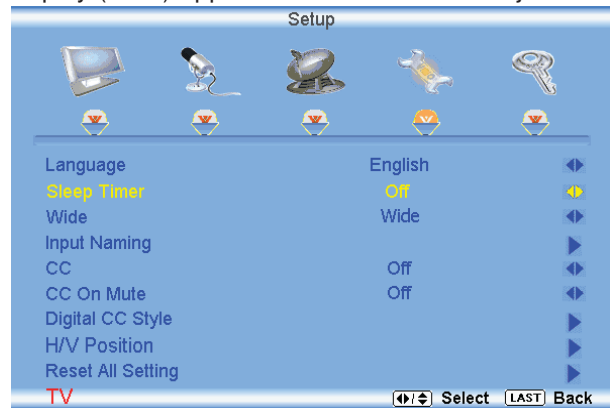 Setup
Language English
Sleep Timer Off
Wide Wide
Input Naming
CC Off
CC On Mute Off
Digital CC Style
H/V Position
Reset All Setting
TV Select LAST Back